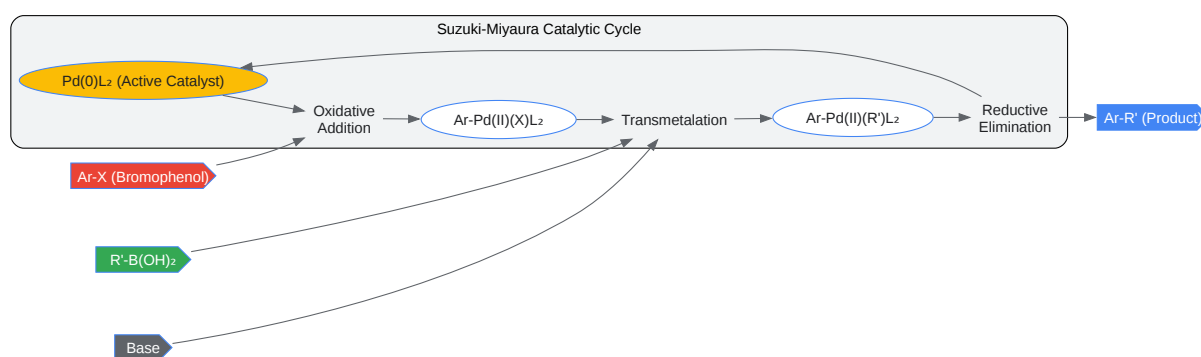 Suzuki-Miyaura Catalytic Cycle
Pd(0)L₂ (Active Catalyst)
Oxidative
Addition
Ar-Pd(II)(X)L₂
Transmetalation
Ar-Pd(II)(R')L₂
Reductive
Elimination
Ar-R' (Product)
Ar-X (Bromophenol)
R'-B(OH)₂
Base